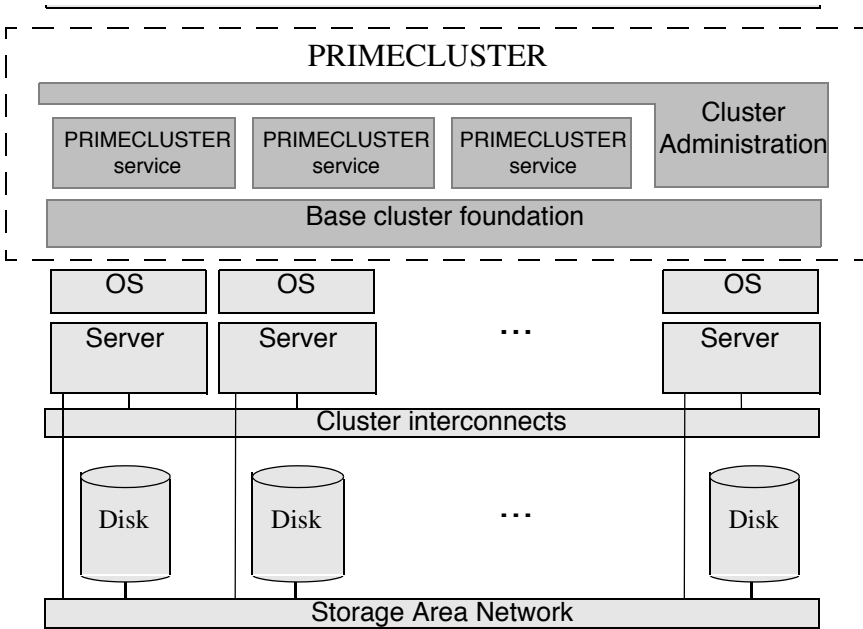 PRIMECLUSTER
Cluster
Administration
PRIMECLUSTER
service
PRIMECLUSTER
service
PRIMECLUSTER
service
Base cluster foundation
OS
OS
OS
Server
Server
...
Server
Cluster interconnects
Disk
Disk
...
Disk
Storage Area Network